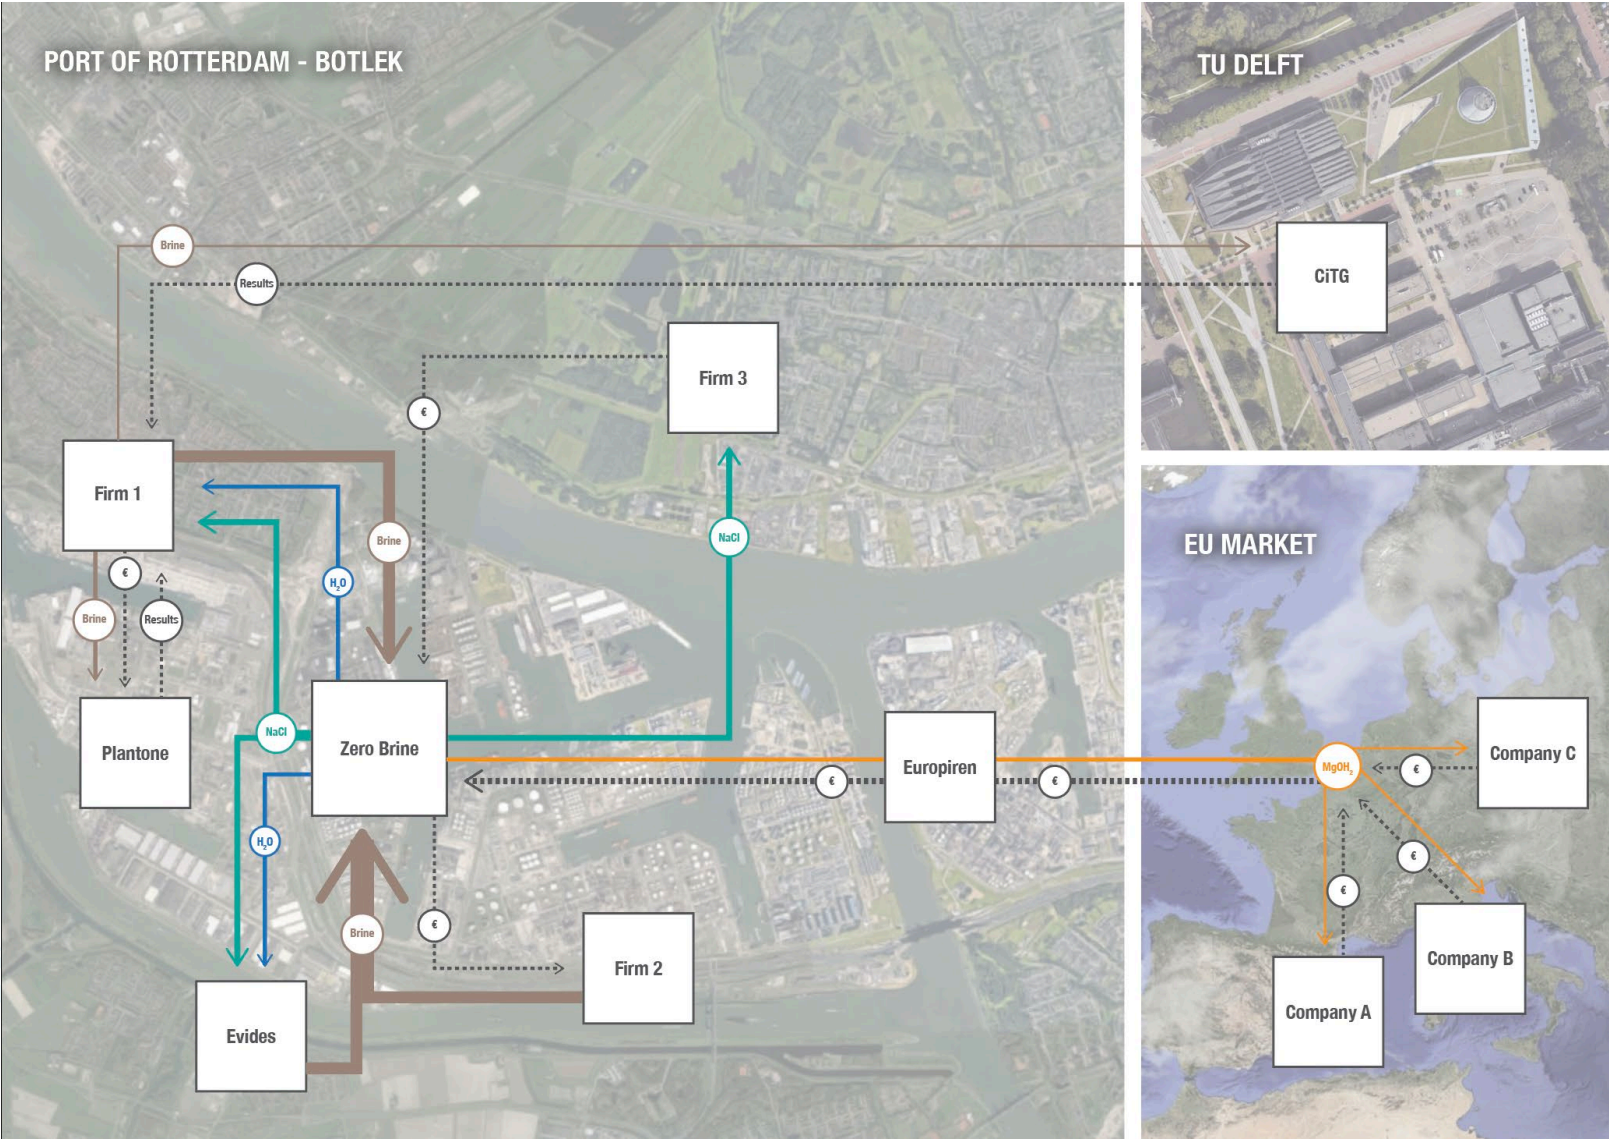 PORT OF ROTTERDAM - BOTLEK
TU DELFT
Brine
Results
CiTG
Firm 3
€
Firm 1
Brine
NaCl
EU MARKET
€
H₂O
Brine
Results
Plantone
NaCl
Zero Brine
Europiren
Company C
MgOH₂
€
€
€
H₂O
€
€
Brine
€
Firm 2
Company B
Evides
Company A